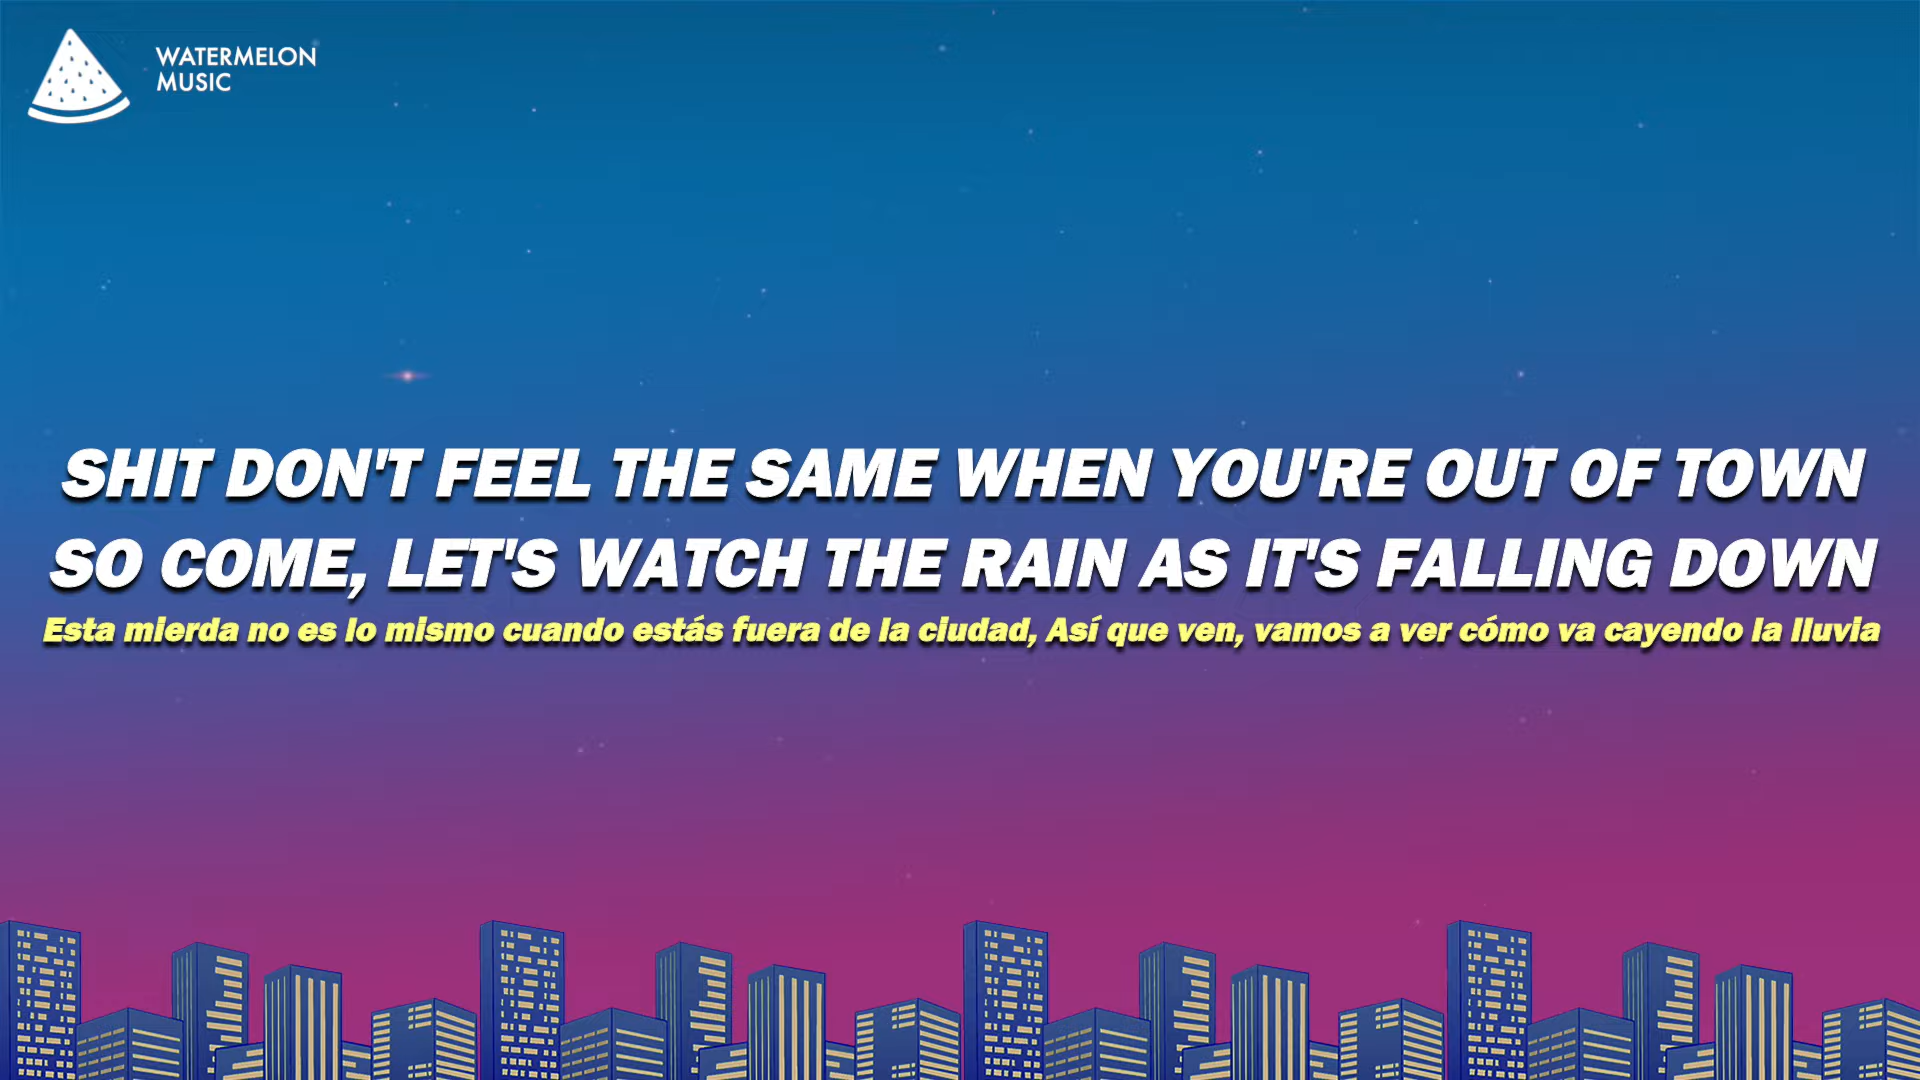 WATERMELON
MUSIC
SHIT DON'T FEEL THE SAME WHEN YOU'RE OUT OF TOWN
SO COME, LET'S WATCH THE RAIN AS IT'S FALLING DOWN
Esta mierda no es lo mismo cuando estás fuera de la ciudad, Así que ven, vamos a ver cómo va cayendo la lluvia